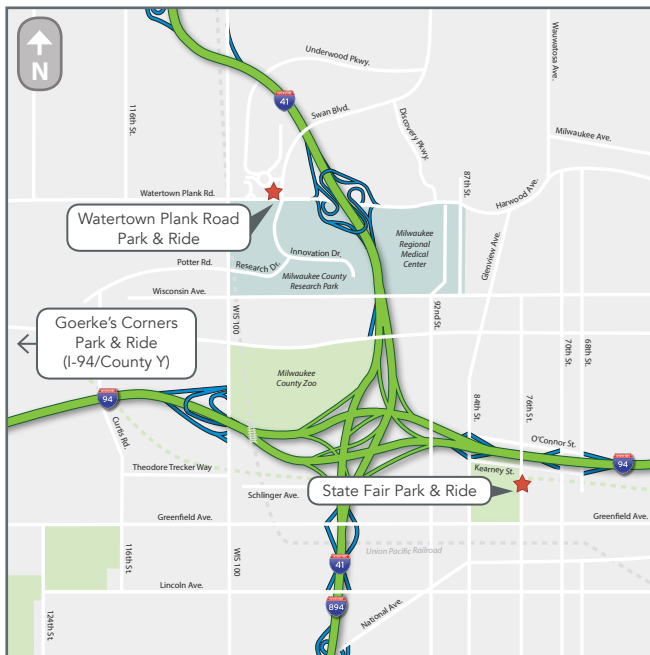 N
Underwood Pkwy.
Wauwatosa Ave.
41
116th St.
Swan Blvd.
Discovery Pkwy.
Milwaukee Ave.
87th St.
Watertown Plank Rd.
Harwood Ave.
Watertown Plank Road
Park & Ride
Milwaukee
Regional
Medical
Center
Glenview Ave.
Innovation Dr.
Potter Rd.
Research Dr.
Milwaukee County
Research Park
Wisconsin Ave.
WIS 100
92nd St.
Goerke's Corners
Park & Ride
(I-94/County Y)
70th St.
68th St.
Milwaukee
County Zoo
94
84th St.
76th St.
Curtis Rd.
O'Connor St.
94
Theodore Trecker Way
Kearney St.
Schlinger Ave.
State Fair Park & Ride
Greenfield Ave.
Greenfield Ave.
116th St.
WIS 100
Union Pacific Railroad
41
Lincoln Ave.
894
National Ave.
124th St.